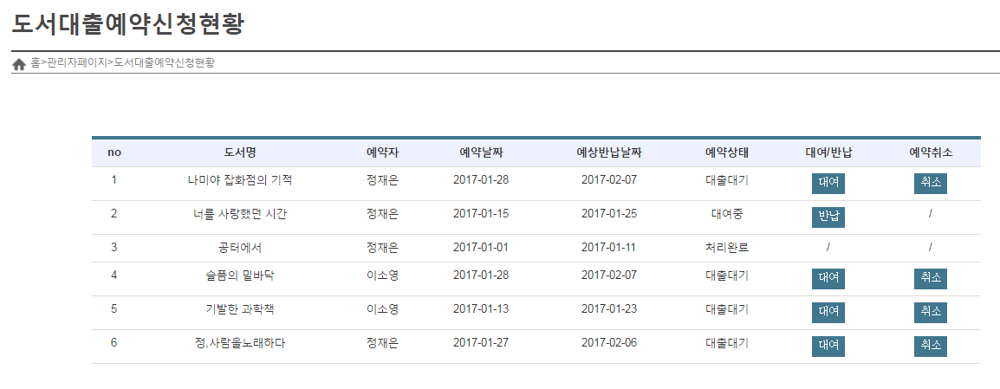 도서대출예약신청현황
홈>관리자페이지>도서대출예약신청현황
no 도서명 예약자 예약날짜 예상반납날짜 예약상태 대여/반납 예약취소
1 나미야 잡화점의 기적 정재은 2017-01-28 2017-02-07 대출대기 대여 취소
2 너를 사랑했던 시간 정재은 2017-01-15 2017-01-25 대여중 반납 /
3 공터에서 정재은 2017-01-01 2017-01-11 처리완료 / /
4 슬픔의 밑바닥 이소영 2017-01-28 2017-02-07 대출대기 대여 취소
5 기발한 과학책 이소영 2017-01-13 2017-01-23 대출대기 대여 취소
6 정,사람을노래하다 정재은 2017-01-27 2017-02-06 대출대기 대여 취소